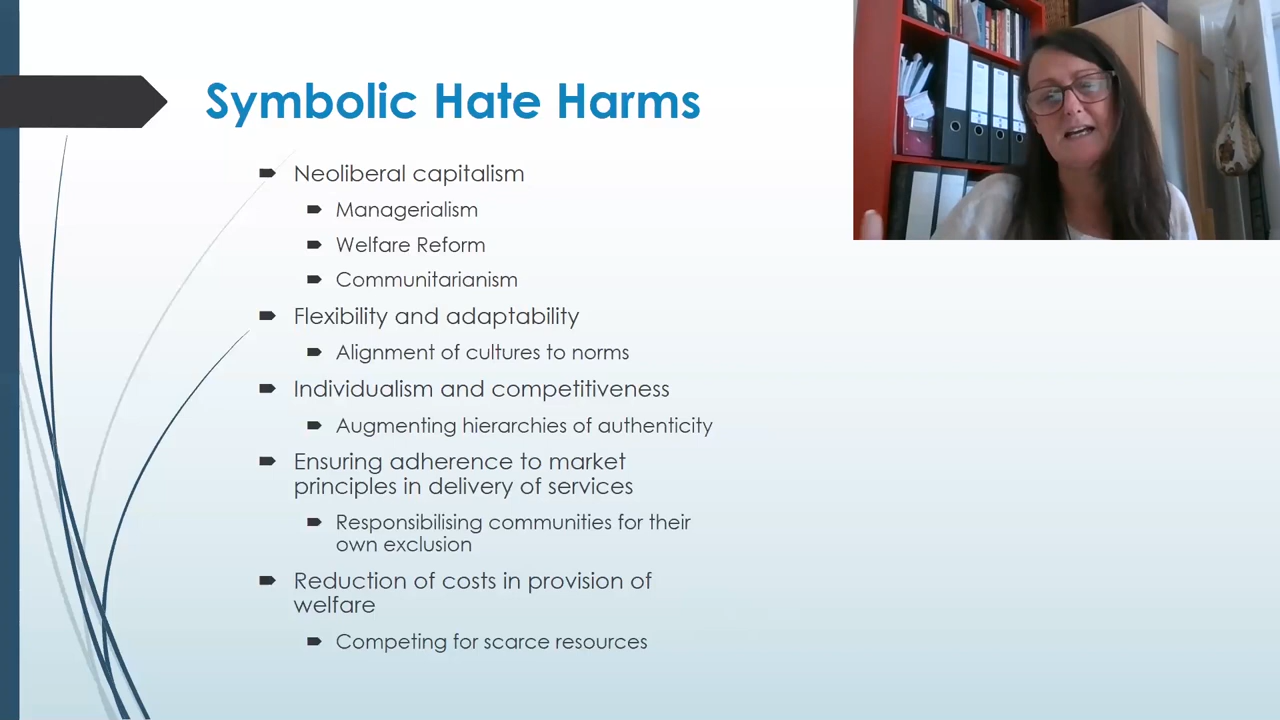 Symbolic Hate Harms
Neoliberal capitalism
Managerialism
Welfare Reform
Communitarianism
Flexibility and adaptability
Alignment of cultures to norms
Individualism and competitiveness
Augmenting hierarchies of authenticity
Ensuring adherence to market
principles in delivery of services
Responsibilising communities for their
own exclusion
Reduction of costs in provision of
welfare
Competing for scarce resources